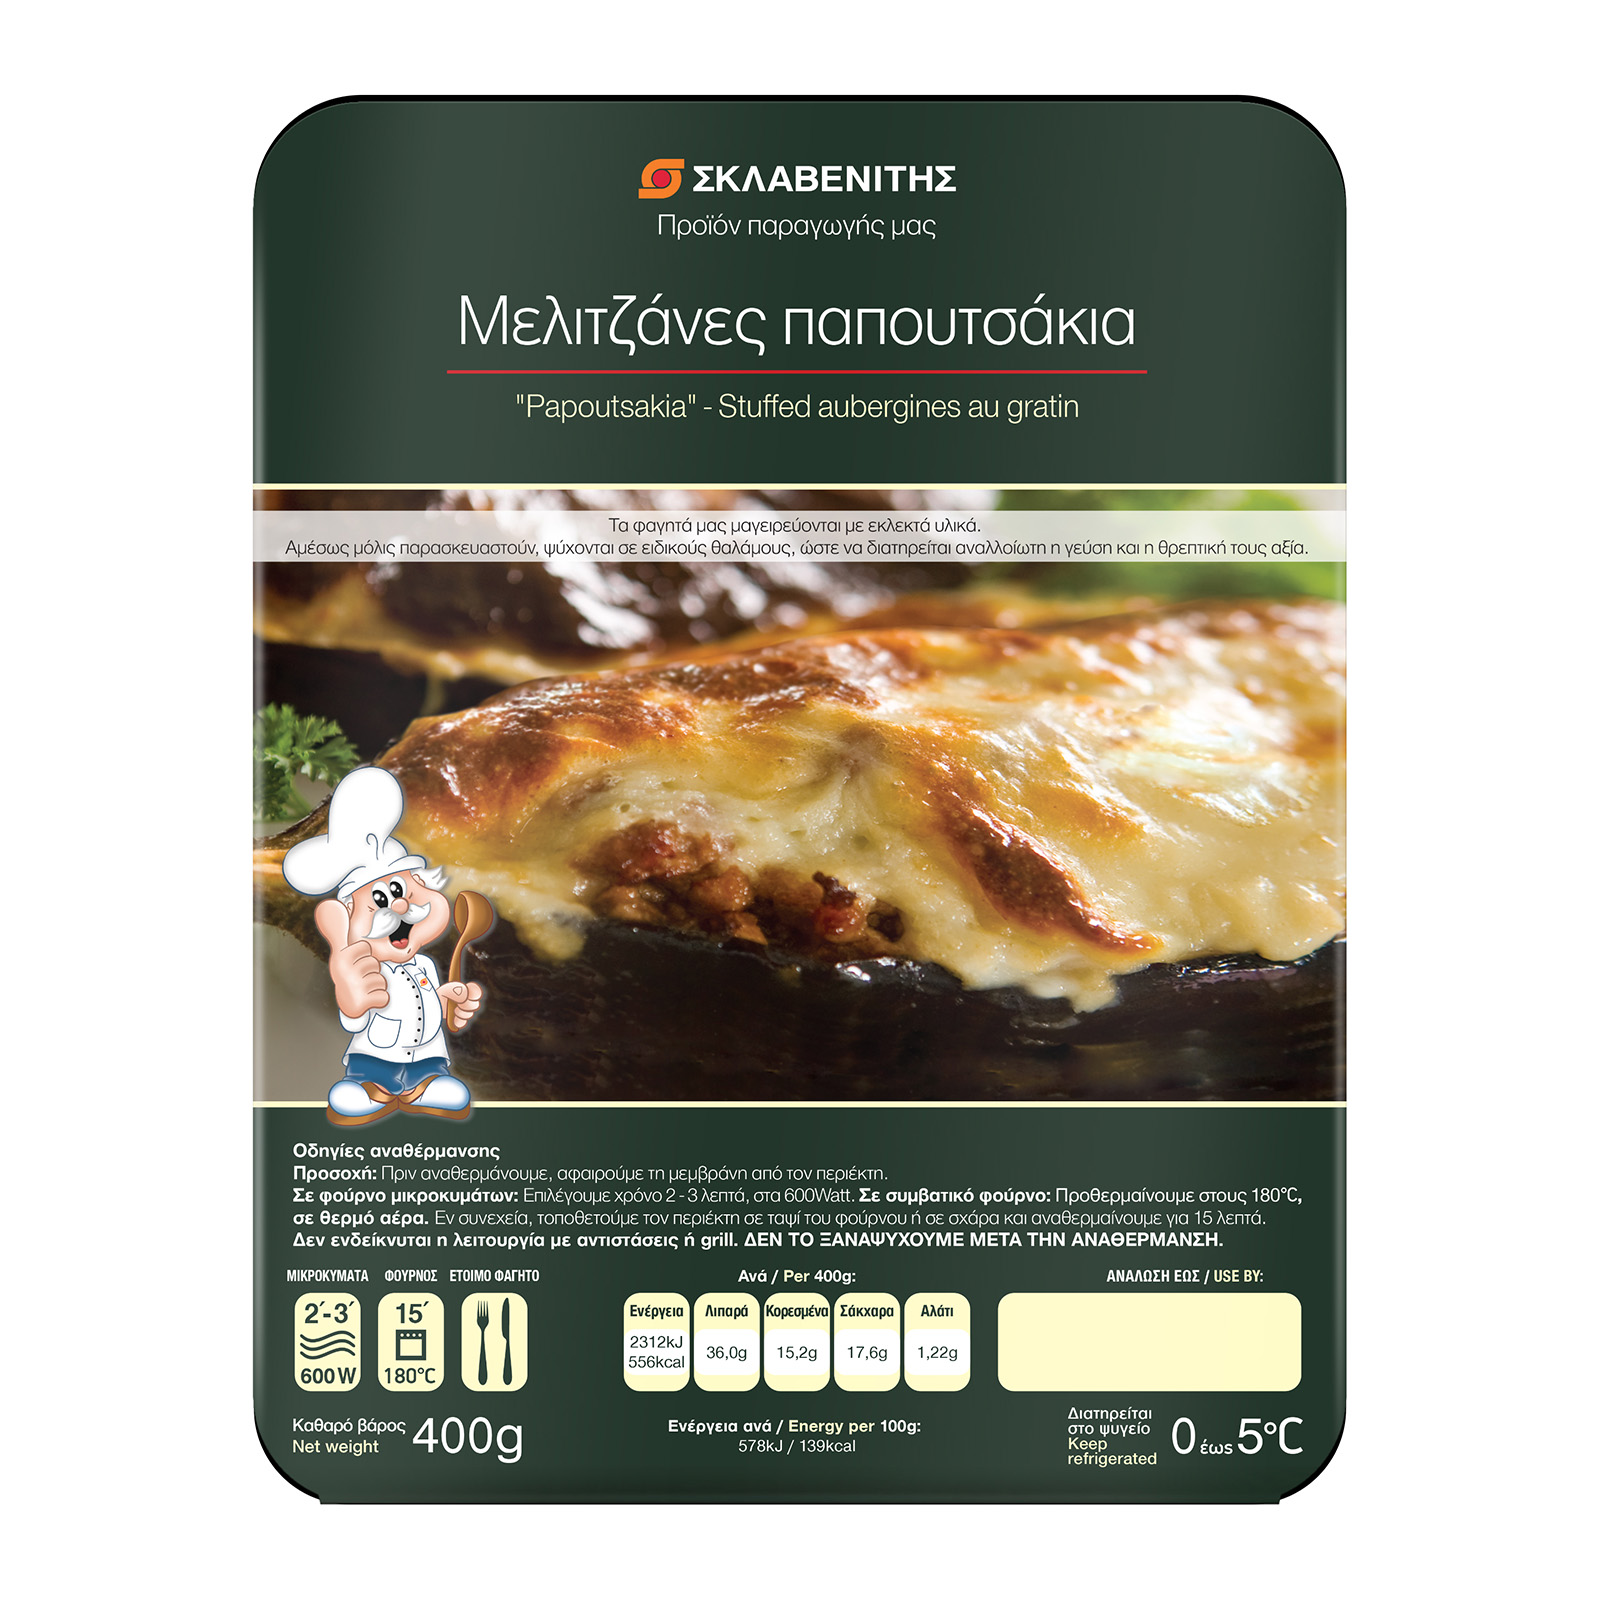 ΣΚΛΑΒΕΝΙΤΗΣ
Προϊόν παραγωγής μας
Μελιτζάνες παπουτσάκια
"Papoutsakia" - Stuffed aubergines au gratin
Τα φαγητά μας μαγειρεύονται με εκλεκτά υλικά.
Αμέσως μόλις παρασκευαστούν, ψύχονται σε ειδικούς θαλάμους, ώστε να διατηρείται αναλλοίωτη η γεύση και η θρεπτική τους αξία.
Οδηγίες αναθέρμανσης
Προσοχή: Πριν αναθερμάνουμε, αφαιρούμε τη μεμβράνη από τον περιέκτη.
Σε φούρνο μικροκυμάτων: Επιλέγουμε χρόνο 2 - 3 λεπτά, στα 600Watt. Σε συμβατικό φούρνο: Προθερμαίνουμε στους 180°C,
σε θερμό αέρα. Εν συνεχεία, τοποθετούμε τον περιέκτη σε ταψί του φούρνου ή σε σχάρα και αναθερμαίνουμε για 15 λεπτά.
Δεν ενδείκνυται η λειτουργία με αντιστάσεις ή grill. ΔΕΝ ΤΟ ΞΑΝΑΨΥΧΟΥΜΕ ΜΕΤΑ ΤΗΝ ΑΝΑΘΕΡΜΑΝΣΗ.
ΜΙΚΡΟΚΥΜΑΤΑ ΦΟΥΡΝΟΣ ΕΤΟΙΜΟ ΦΑΓΗΤΟ
2΄-3΄ 15΄
600W 180°C
Ανά / Per 400g:
Ενέργεια Λιπαρά Κορεσμένα Σάκχαρα Αλάτι
2312kJ
556kcal 36,0g 15,2g 17,6g 1,22g
ΑΝΑΛΩΣΗ ΕΩΣ / USE BY:
Καθαρό βάρος
Net weight
400g
Ενέργεια ανά / Energy per 100g:
578kJ / 139kcal
Διατηρείται
στο ψυγείο
Keep
refrigerated
0 έως 5°C